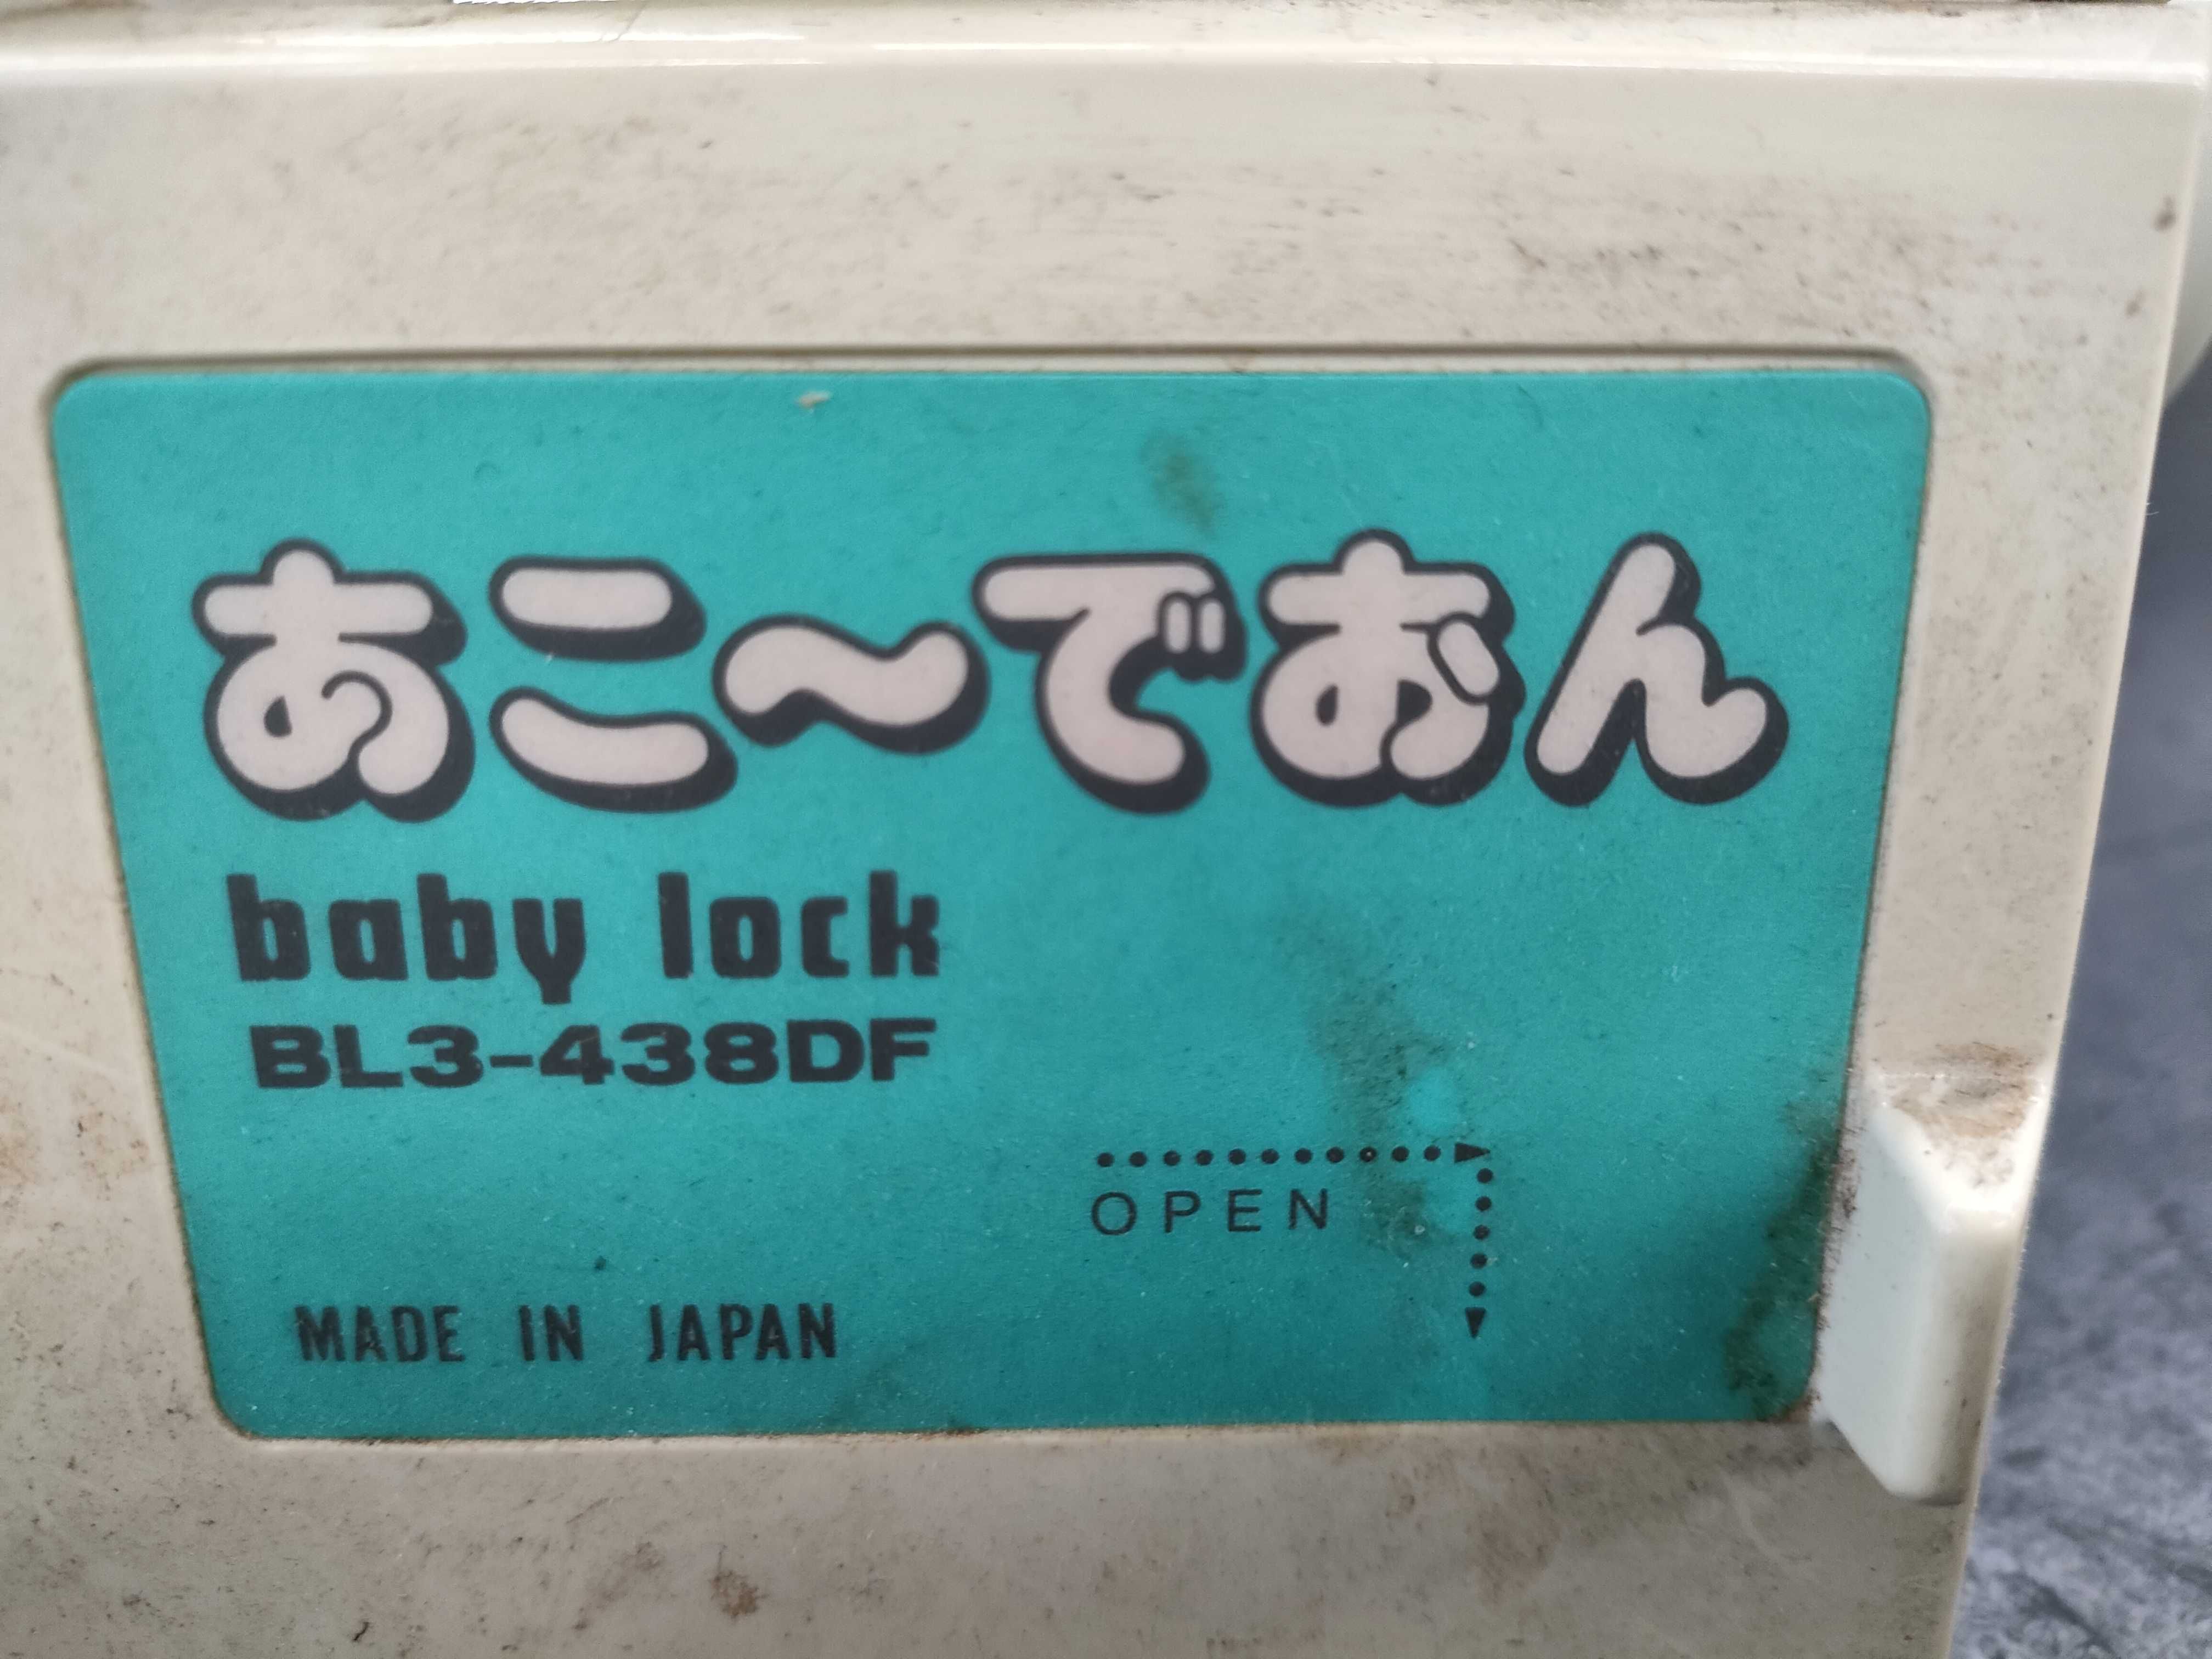 あこ〜でおん
baby lock
BL3-438DF
OPEN
MADE IN JAPAN